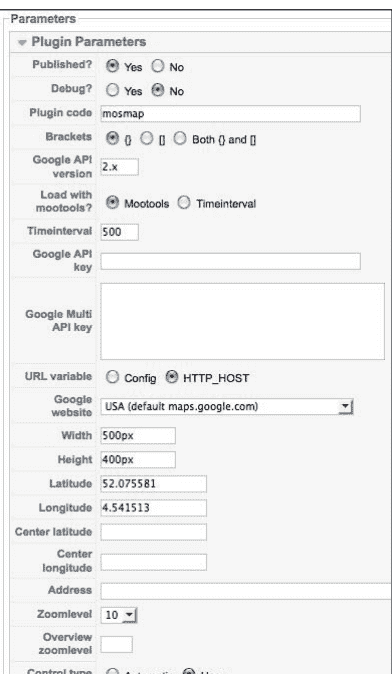 Parameters
Plugin Parameters
Published? Yes No
Debug? Yes No
Plugin code mosmap
Brackets {} [] Both {} and []
Google API
version 2.x
Load with
mootools? Mootools Timeinterval
Timeinterval 500
Google API
key
Google Multi
API key
URL variable Config HTTP_HOST
Google
website USA (default maps.google.com)
Width 500px
Height 400px
Latitude 52.075581
Longitude 4.541513
Center latitude
Center
longitude
Address
Zoomlevel 10
Overview
zoomlevel
Control type